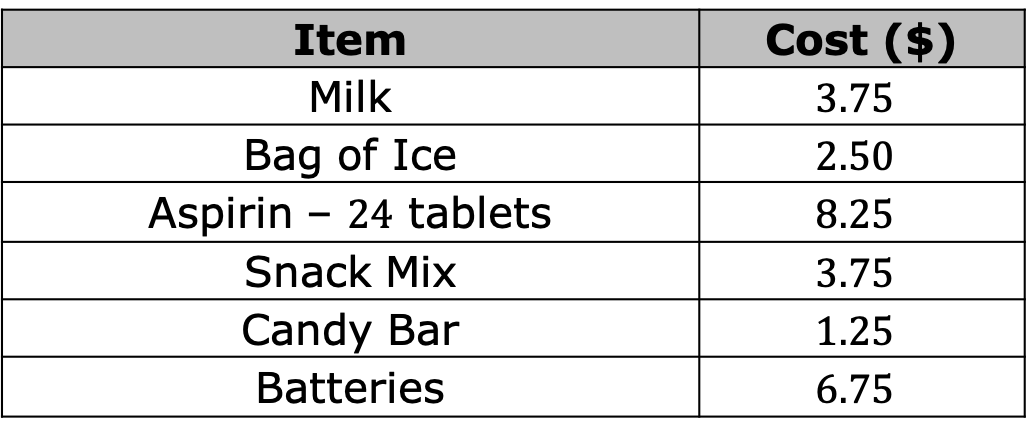 Item Cost ($)
Milk 3.75
Bag of Ice 2.50
Aspirin – 24 tablets 8.25
Snack Mix 3.75
Candy Bar 1.25
Batteries 6.75